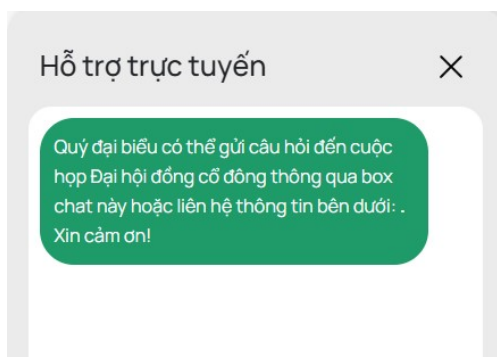 Hỗ trợ trực tuyến
Quý đại biểu có thể gửi câu hỏi đến cuộc
họp Đại hội đồng cổ đông thông qua box
chat này hoặc liên hệ thông tin bên dưới: .
Xin cảm ơn!